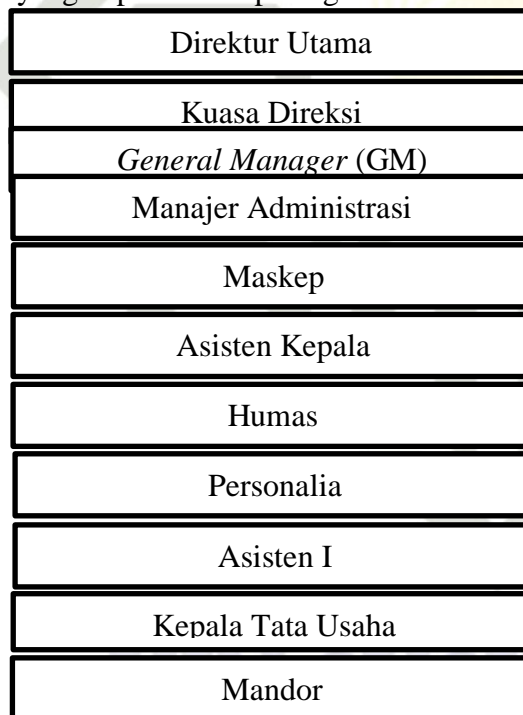 Direktur Utama
Kuasa Direksi
General Manager (GM)
Manajer Administrasi
Maskep
Asisten Kepala
Humas
Personalia
Asisten I
Kepala Tata Usaha
Mandor